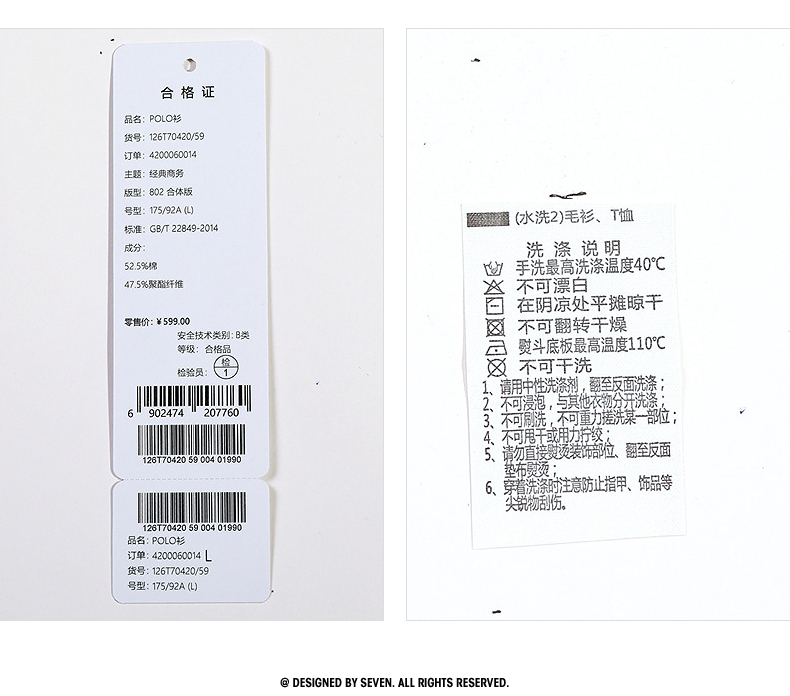 合格证
品名: POLO衫
货号: 126T70420/59
订单: 4200060014
主题: 经典商务
版型: 802 合体版
号型: 175/92A (L)
标准: GB/T 22849-2014
成分:
52.5%棉
47.5%聚酯纤维
零售价: ¥599.00
安全技术类别: B类
等级: 合格品
检验员: 检 1
6 902474 207760
126T70420 59 004 01990
126T70420 59 004 01990
品名: POLO衫
订单: 4200060014 L
货号: 126T70420/59
号型: 175/92A (L)
(水洗2)毛衫、T恤
洗涤说明
手洗最高洗涤温度40℃
不可漂白
在阴凉处平摊晾干
不可翻转干燥
熨斗底板最高温度110℃
不可干洗
1、请用中性洗涤剂，翻至反面洗涤；
2、不可浸泡，与其他衣物分开洗涤；
3、不可刷洗，不可重力搓洗某一部位；
4、不可甩干或用力拧绞；
5、请勿直接熨烫装饰部位、翻至反面
垫布熨烫；
6、穿着洗涤时注意防止指甲、饰品等
尖锐物刮伤。
@ DESIGNED BY SEVEN. ALL RIGHTS RESERVED.